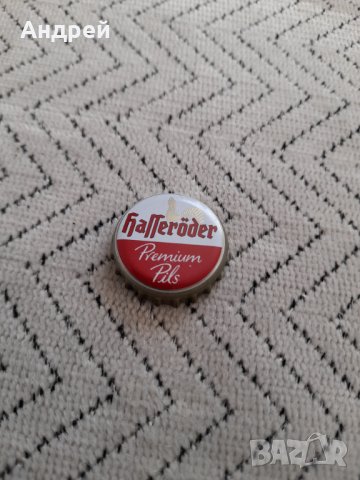 Андрей
Hasseröder
Premium
Pils
BAZAR